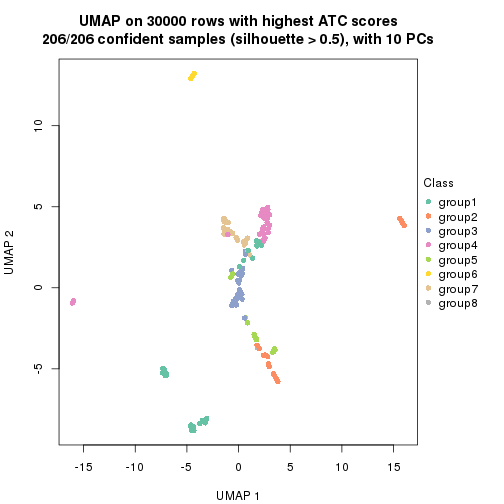 UMAP on 30000 rows with highest ATC scores
206/206 confident samples (silhouette > 0.5), with 10 PCs
UMAP 2
10
5
0
-5
-15
-10
-5
0
5
10
15
UMAP 1
Class
group1
group2
group3
group4
group5
group6
group7
group8